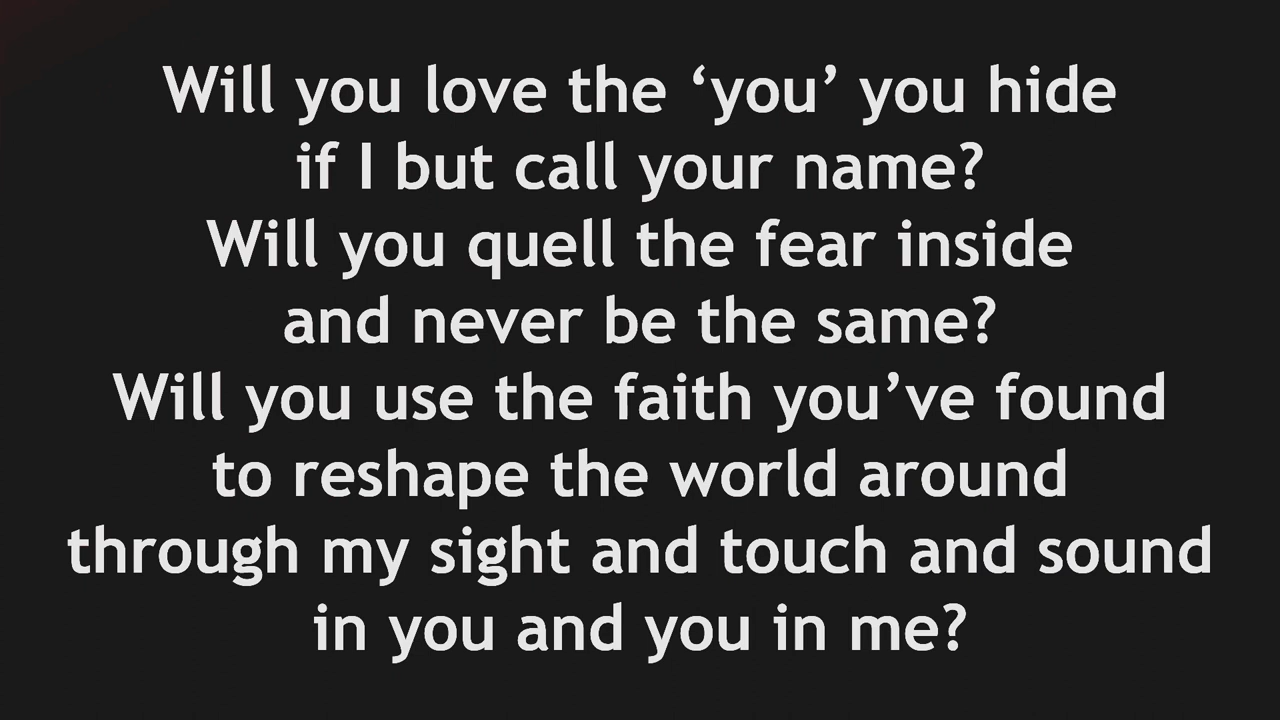 Will you love the ‘you’ you hide
if I but call your name?
Will you quell the fear inside
and never be the same?
Will you use the faith you’ve found
to reshape the world around
through my sight and touch and sound
in you and you in me?